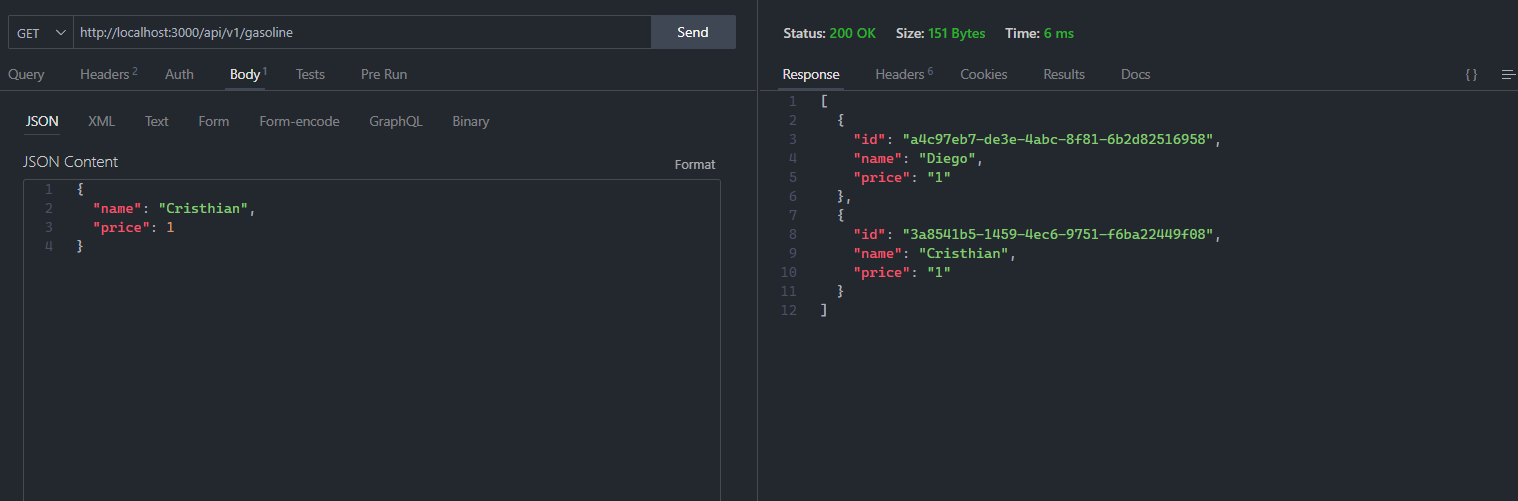 GET http://localhost:3000/api/v1/gasoline Send
Query Headers 2 Auth Body 1 Tests Pre Run
JSON XML Text Form Form-encode GraphQL Binary
JSON Content Format
1 {
2 "name": "Cristhian",
3 "price": 1
4 }
Status: 200 OK Size: 151 Bytes Time: 6 ms
Response Headers 6 Cookies Results Docs { }
1 [
2 {
3 "id": "a4c97eb7-de3e-4abc-8f81-6b2d82516958",
4 "name": "Diego",
5 "price": "1"
6 },
7 {
8 "id": "3a8541b5-1459-4ec6-9751-f6ba22449f08",
9 "name": "Cristhian",
10 "price": "1"
11 }
12 ]